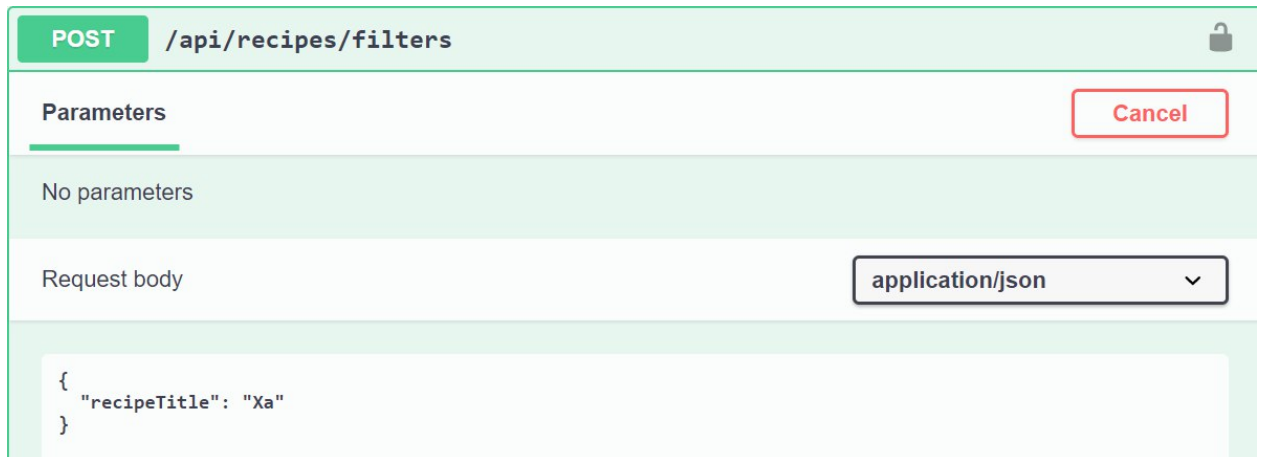 POST /api/recipes/filters
Parameters Cancel
No parameters
Request body application/json
{
"recipeTitle": "Xa"
}